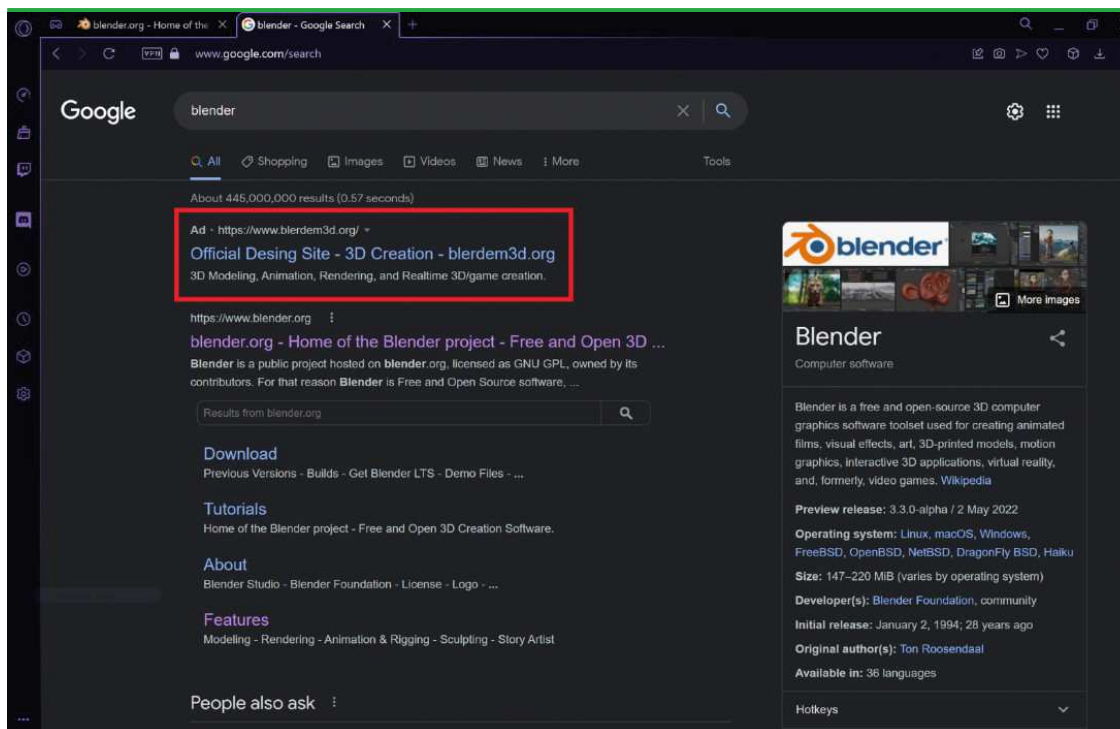 blender.org - Home of the
blender - Google Search
VPN
www.google.com/search
Google
blender
All
Shopping
Images
Videos
News
More
Tools
About 445,000,000 results (0.57 seconds)
Ad · https://www.blerdem3d.org/
Official Desing Site - 3D Creation - blerdem3d.org
3D Modeling, Animation, Rendering, and Realtime 3D/game creation.
https://www.blender.org
blender.org - Home of the Blender project - Free and Open 3D ...
Blender is a public project hosted on blender.org, licensed as GNU GPL, owned by its
contributors. For that reason Blender is Free and Open Source software, ...
Results from blender.org
Download
Previous Versions - Builds - Get Blender LTS - Demo Files - ...
Tutorials
Home of the Blender project - Free and Open 3D Creation Software.
About
Blender Studio - Blender Foundation - License - Logo - ...
Features
Modeling - Rendering - Animation & Rigging - Sculpting - Story Artist
People also ask
blender
More images
Blender
Computer software
Blender is a free and open-source 3D computer
graphics software toolset used for creating animated
films, visual effects, art, 3D-printed models, motion
graphics, interactive 3D applications, virtual reality,
and, formerly, video games. Wikipedia
Preview release: 3.3.0-alpha / 2 May 2022
Operating system: Linux, macOS, Windows,
FreeBSD, OpenBSD, NetBSD, DragonFly BSD, Haiku
Size: 147–220 MiB (varies by operating system)
Developer(s): Blender Foundation, community
Initial release: January 2, 1994; 28 years ago
Original author(s): Ton Roosendaal
Available in: 36 languages
Hotkeys